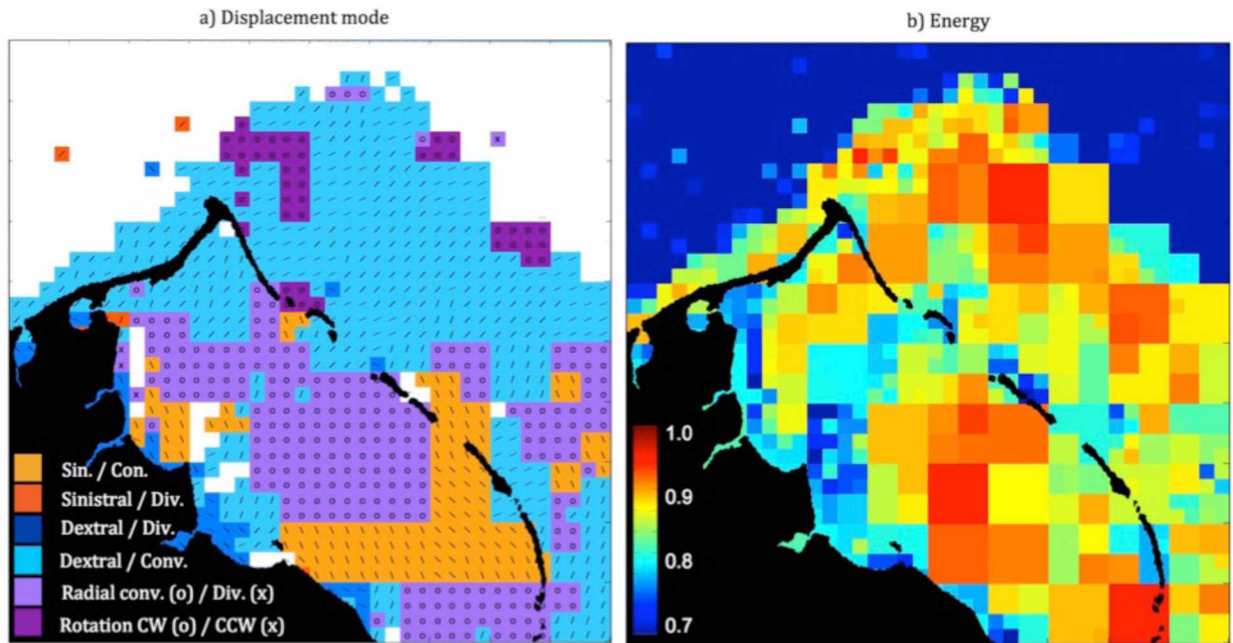 a) Displacement mode
b) Energy
Sin. / Con.
Sinistral / Div.
Dextral / Div.
Dextral / Conv.
Radial conv. (o) / Div. (x)
Rotation CW (o) / CCW (x)
1.0
0.9
0.8
0.7